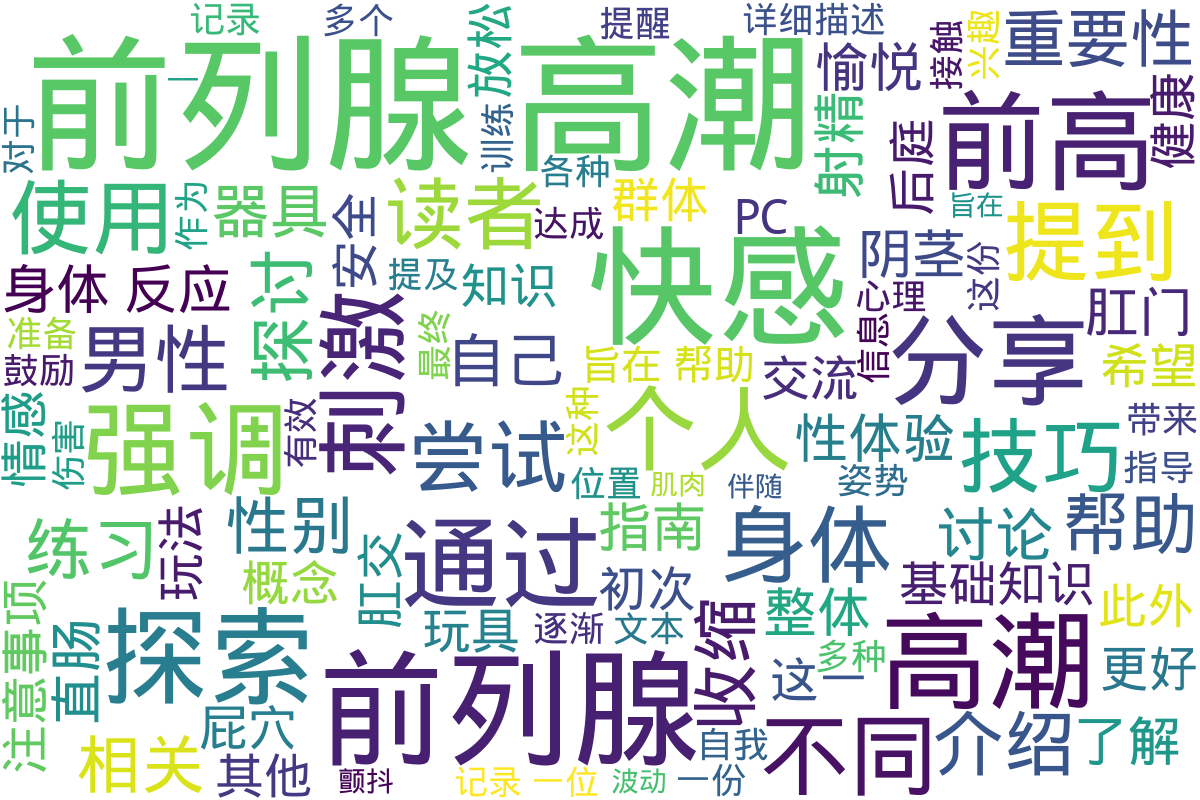 记录
多个
提醒
详细描述
兴趣
重要性
前列腺高潮
一
放松
愉悦
接触
对于
训练
各种
射精
后庭
前高
健康
使用
作为
器具
安全
读者
达成
群体
PC
旨在
提到
身体 反应
探讨
刺激
提及
知识
快感
阴茎
这份
心理
肛门
准备
鼓励
男性
最终
自己
旨在 帮助
交流
信息
分享
希望
情感
伤害
强调
有效
尝试
这种
个人
性体验
技巧
带来
指导
位置
肌肉
伴随
姿势
练习
玩法
性别
肛交
通过
指南
身体
讨论
帮助
概念
初次
基础知识
注意事项
直肠
探索
玩具
逐渐
文本
收缩
整体
多种
高潮
此外
屁穴
前列腺
这一
更好
相关
其他
颤抖
记录 一位
波动
自我
一份
不同
介绍
了解